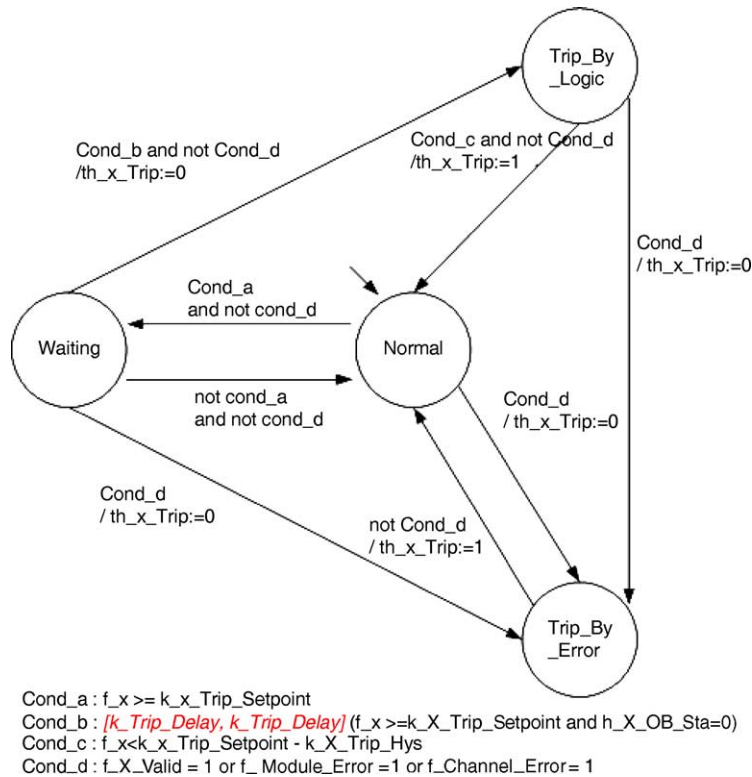 Trip_By
_Logic
Cond_b and not Cond_d
/th_x_Trip:=0
Cond_c and not Cond_d
/th_x_Trip:=1
Cond_d
/ th_x_Trip:=0
Cond_a
and not cond_d
Waiting
Normal
not cond_a
and not cond_d
Cond_d
/ th_x_Trip:=0
Cond_d
/ th_x_Trip:=0
not Cond_d
/ th_x_Trip:=1
Trip_By
_Error
Cond_a : f_x >= k_x_Trip_Setpoint
Cond_b : [k_Trip_Delay, k_Trip_Delay] (f_x >=k_X_Trip_Setpoint and h_X_OB_Sta=0)
Cond_c : f_x<k_x_Trip_Setpoint - k_X_Trip_Hys
Cond_d : f_X_Valid = 1 or f_ Module_Error =1 or f_Channel_Error= 1